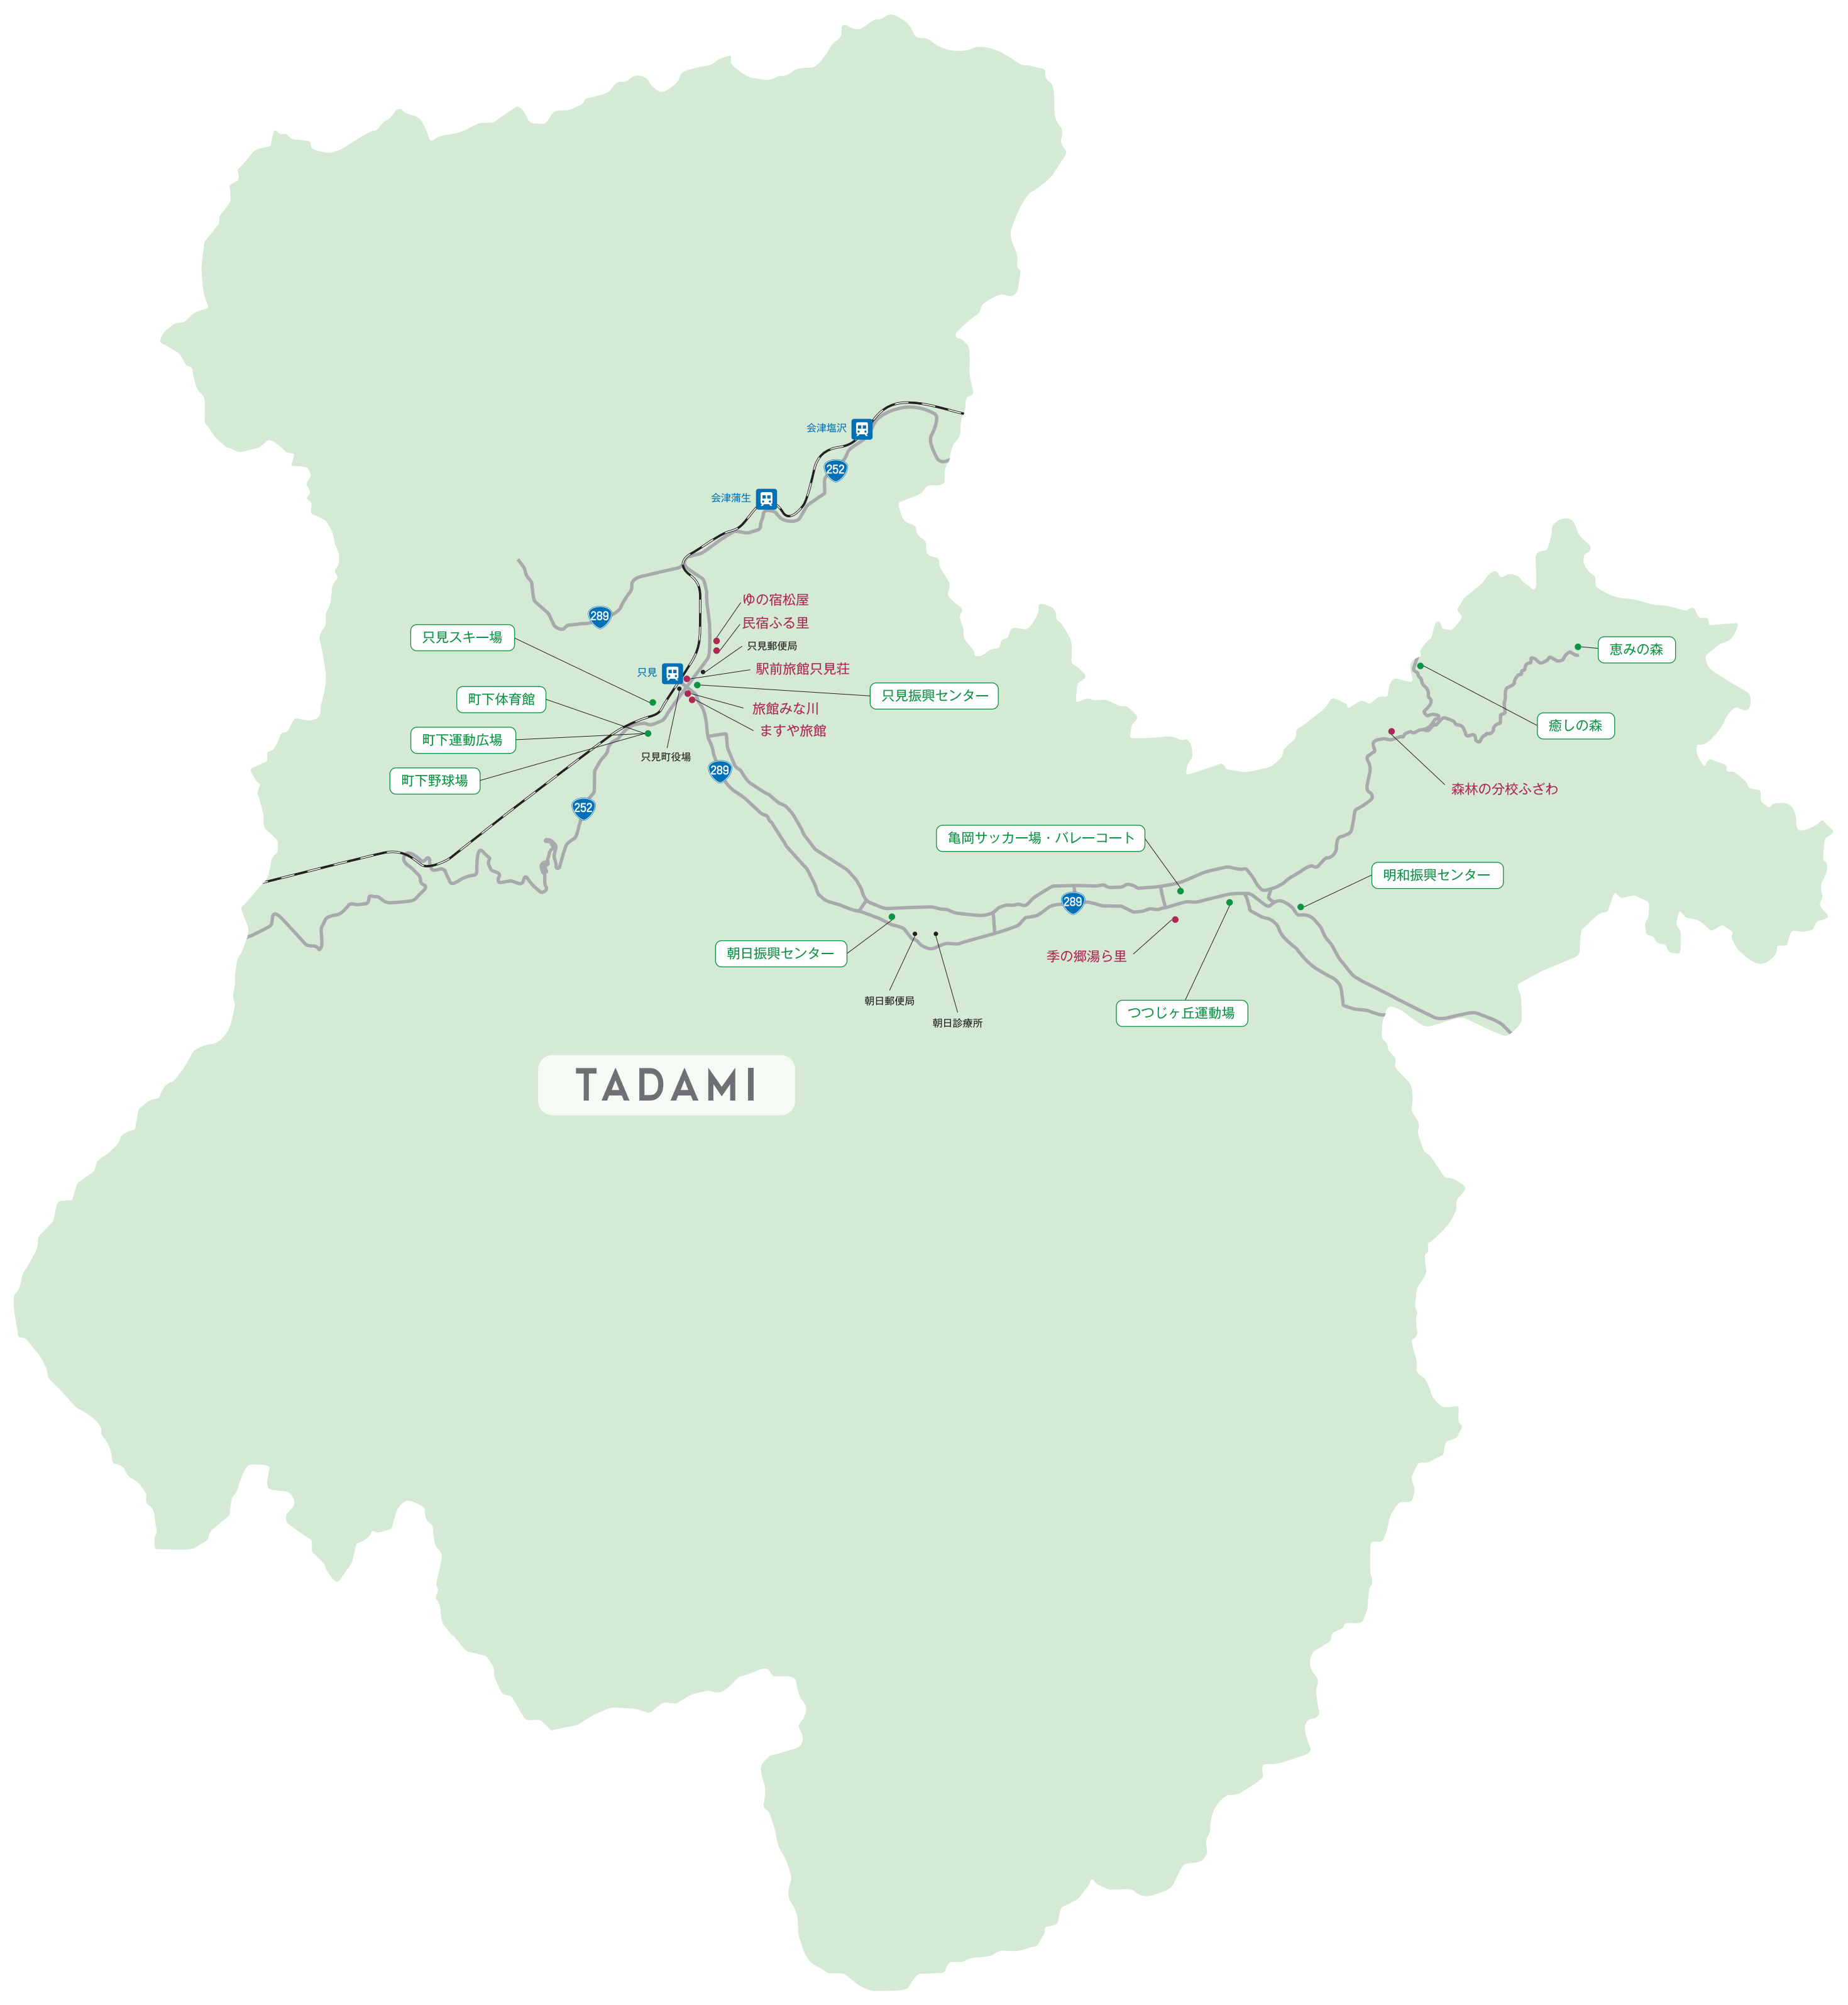 会津塩沢
252
会津蒲生
289
ゆの宿松屋
民宿ふる里
只見郵便局
只見スキー場
只見
駅前旅館只見荘
町下体育館
只見振興センター
旅館みな川
ますや旅館
町下運動広場
只見町役場
町下野球場
289
252
恵みの森
癒しの森
森林の分校ふざわ
亀岡サッカー場・バレーコート
明和振興センター
289
朝日振興センター
季の郷湯ら里
朝日郵便局
つつじヶ丘運動場
朝日診療所
TADAMI